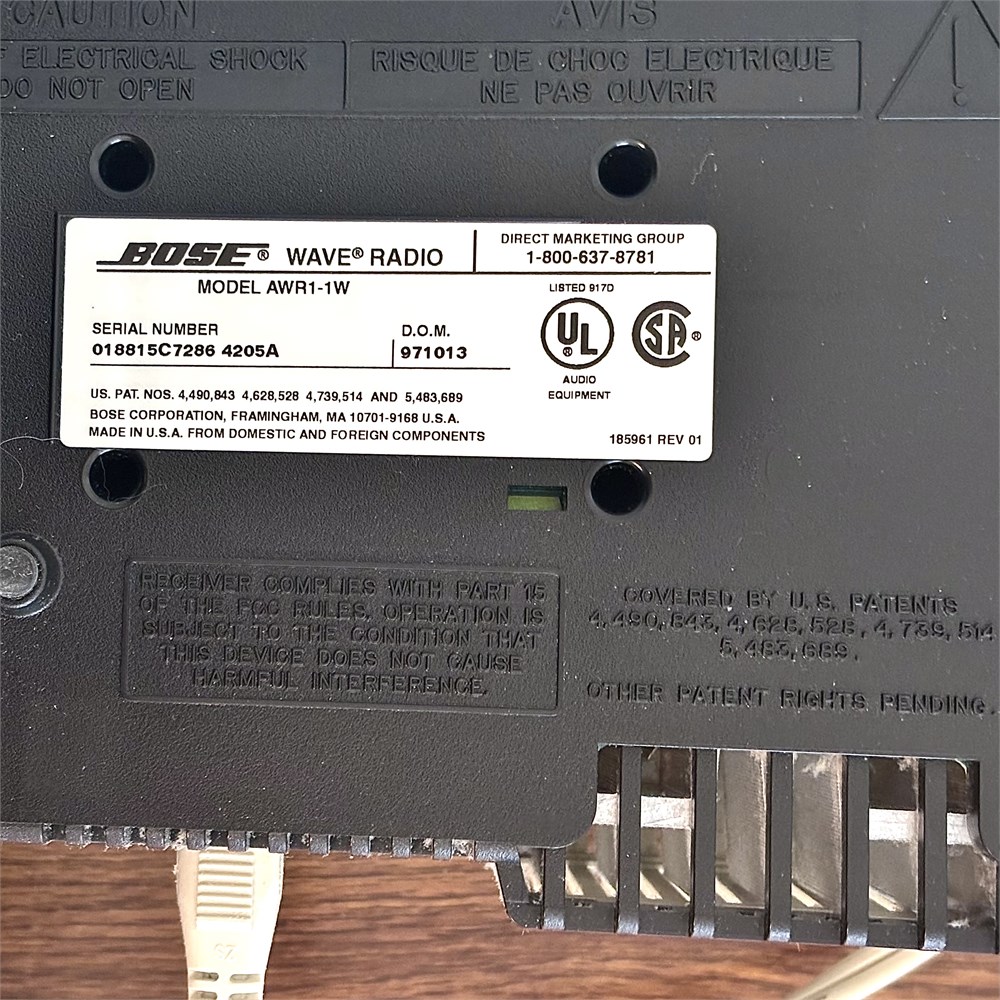 CAUTION
ELECTRICAL SHOCK
DO NOT OPEN
AVIS
RISQUE DE CHOC ELECTRIQUE
NE PAS OUVRIR
!
BOSE® WAVE® RADIO
DIRECT MARKETING GROUP
1-800-637-8781
MODEL AWR1-1W
LISTED 917D
UL®
SA®
SERIAL NUMBER
018815C7286 4205A
D.O.M.
971013
AUDIO
EQUIPMENT
US. PAT. NOS. 4,490,843 4,628,528 4,739,514 AND 5,483,689
BOSE CORPORATION, FRAMINGHAM, MA 10701-9168 U.S.A.
MADE IN U.S.A. FROM DOMESTIC AND FOREIGN COMPONENTS
185961 REV 01
RECEIVER COMPLIES WITH PART 15
OF THE FCC RULES. OPERATION IS
SUBJECT TO THE CONDITION THAT
THIS DEVICE DOES NOT CAUSE
HARMFUL INTERFERENCE.
COVERED BY U.S. PATENTS
4,490,843, 4,628,528, 4,739,514
5,483,689.
OTHER PATENT RIGHTS PENDING.